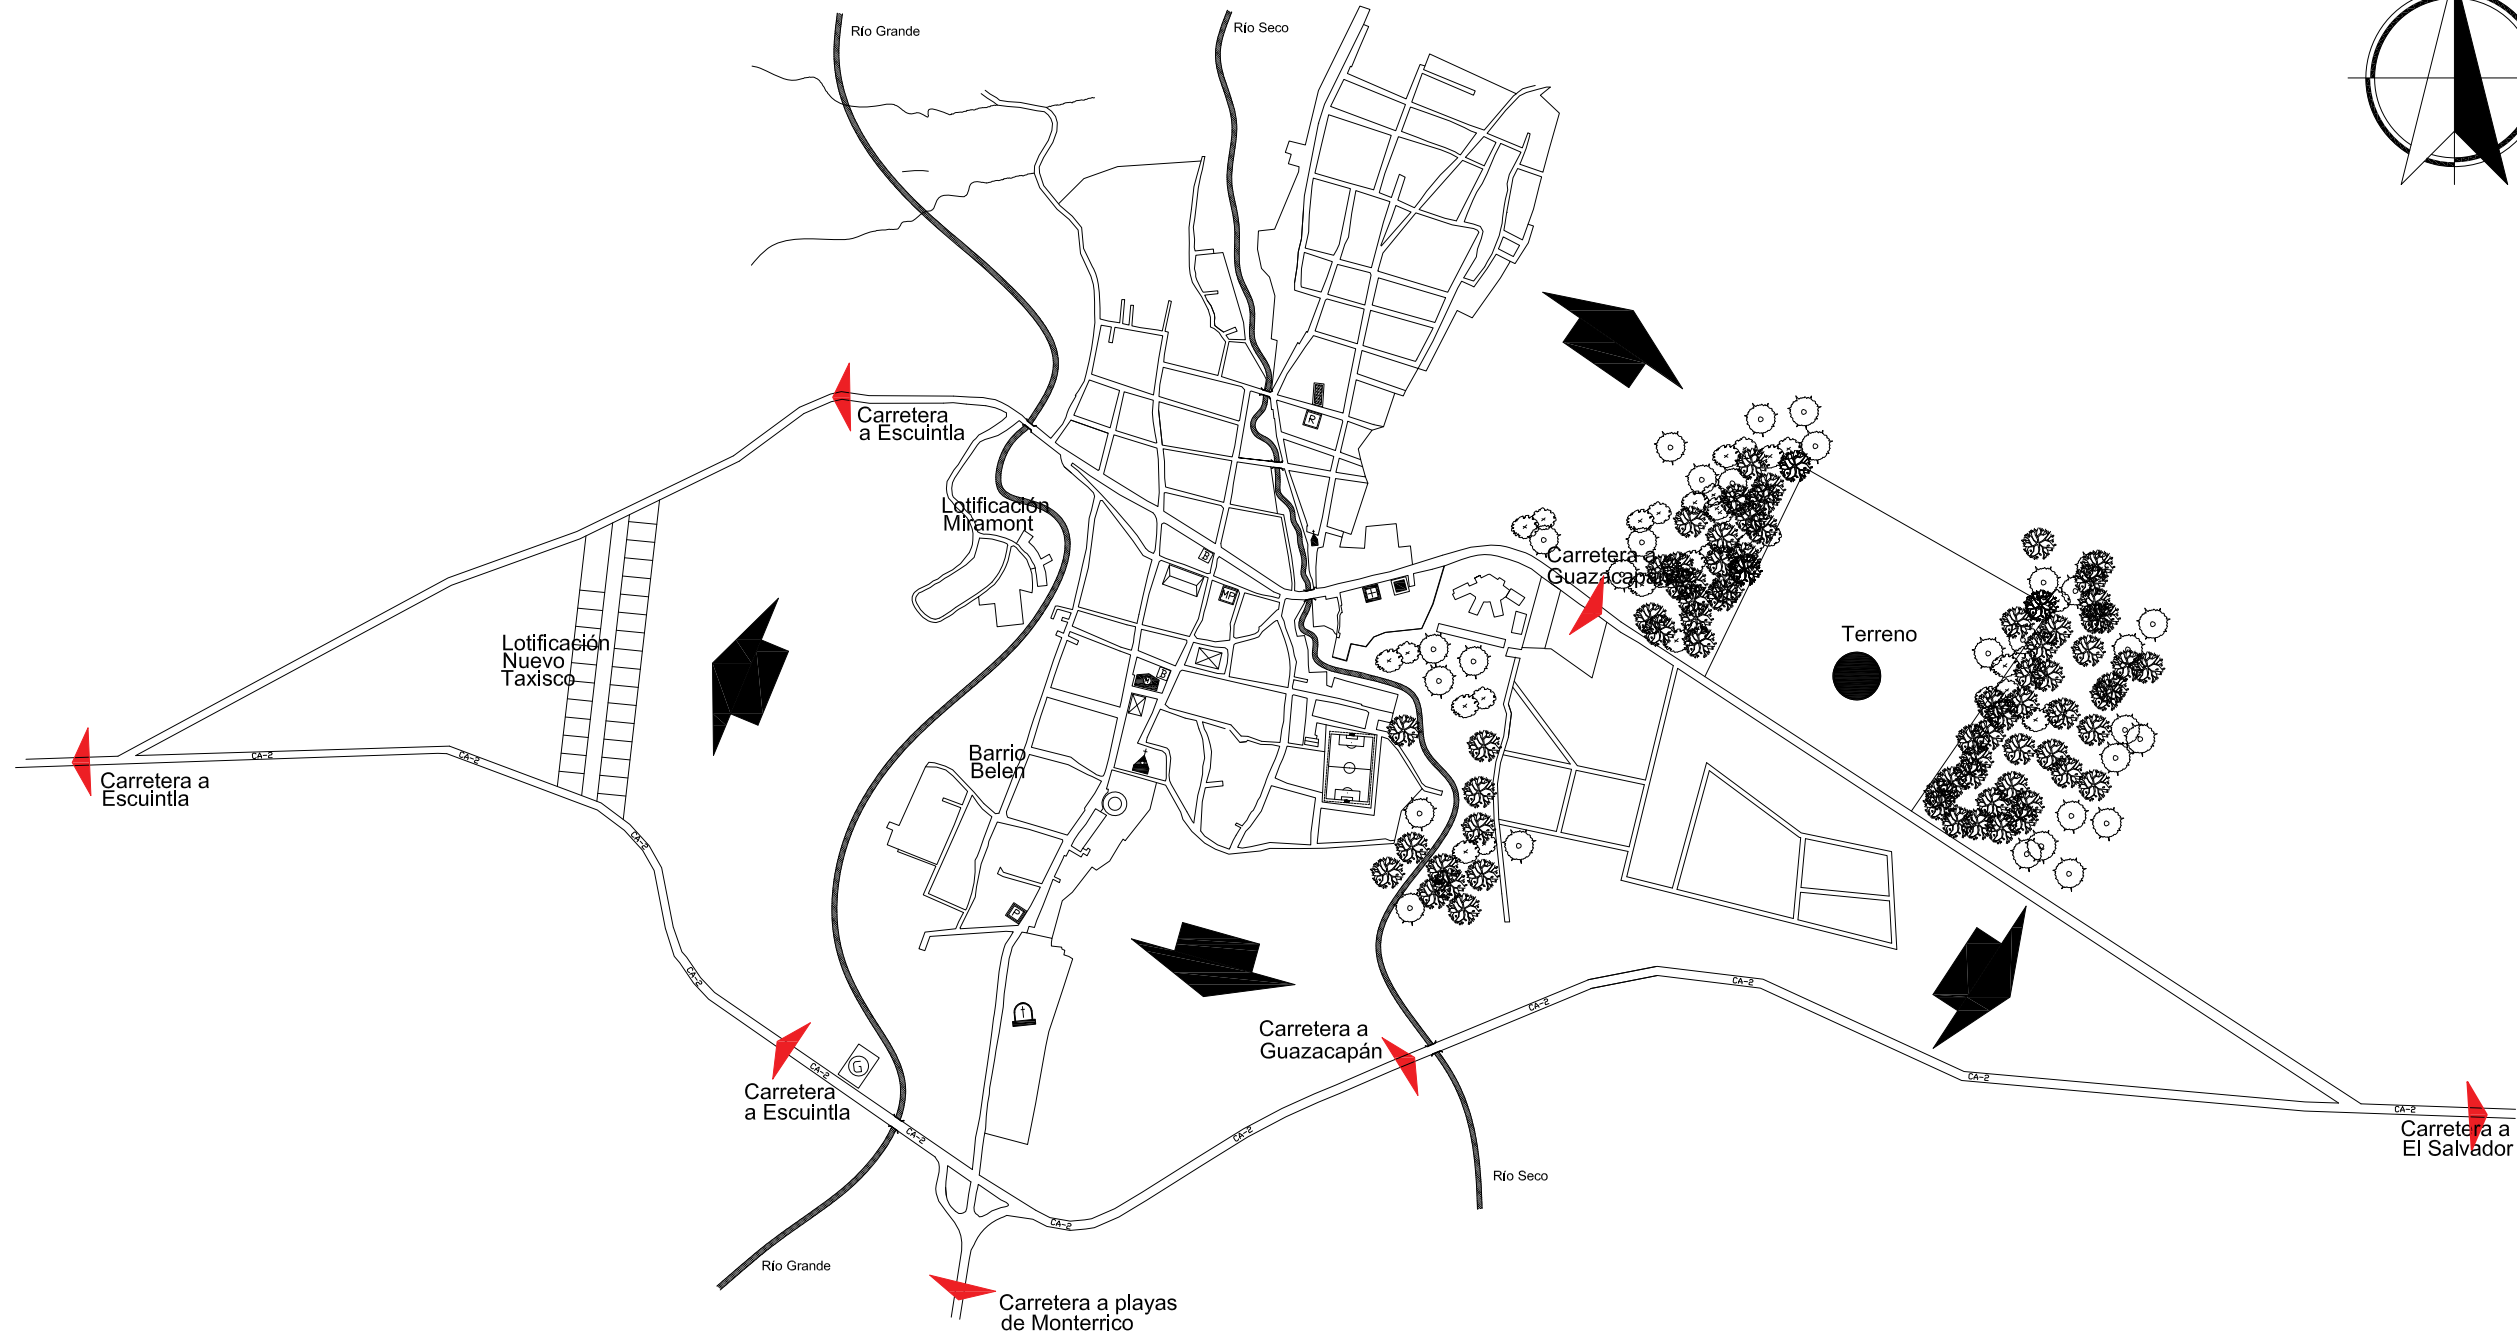 Río Grande
Río Seco
Carretera
a Escuintla
R
Lotificación
Miramont
B
MP
Carretera a
Guazacapán
Terreno
Lotificación
Nuevo
Taxisco
B
Barrio
Belen
CA-2
CA-2
Carretera a
Escuintla
CA-2
P
CA-2
CA-2
CA-2
Carretera a
Guazacapán
G
CA-2
CA-2
CA-2
Carretera
a Escuintla
CA-2
CA-2
Carretera a
El Salvador
Río Seco
CA-2
Río Grande
Carretera a playas
de Monterrico